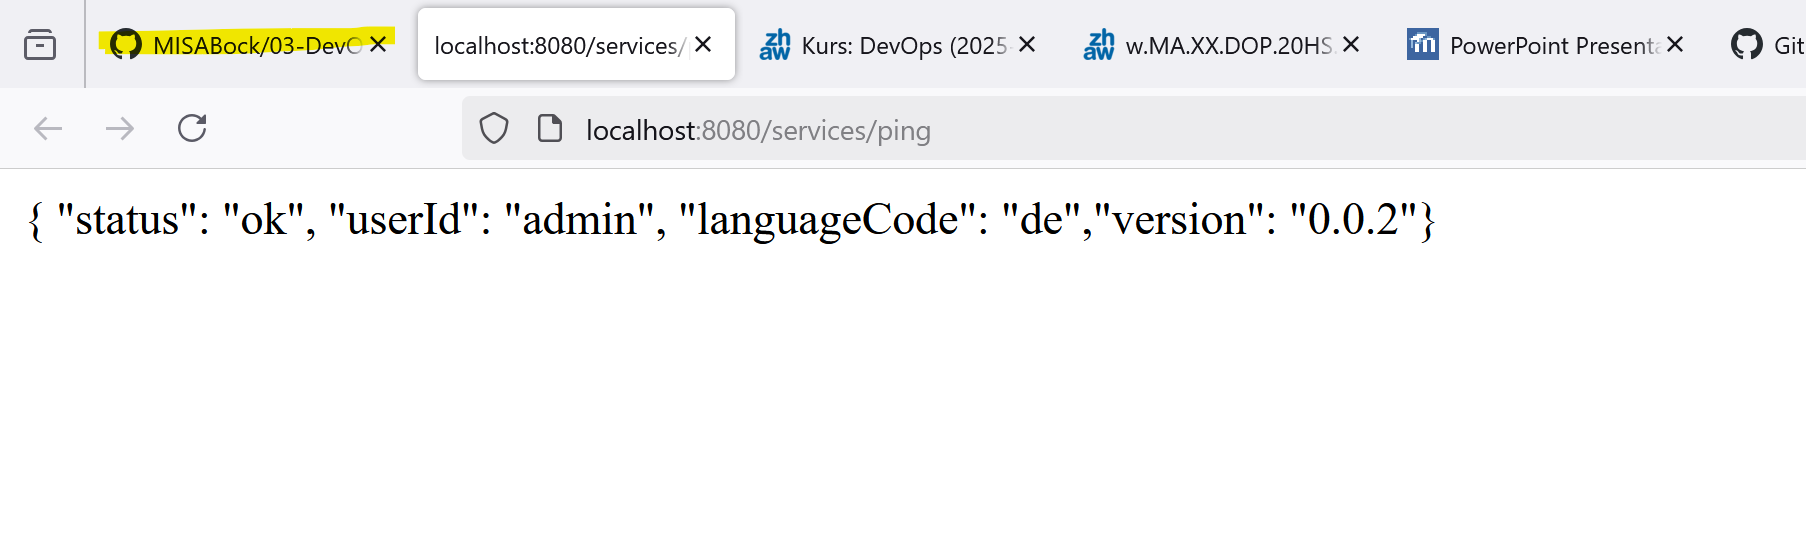 MISABock/03-DevO
localhost:8080/services/
zh aw Kurs: DevOps (2025-
zh aw w.MA.XX.DOP.20HS.
PowerPoint Presenta
Git
localhost:8080/services/ping
{ "status": "ok", "userId": "admin", "languageCode": "de","version": "0.0.2"}